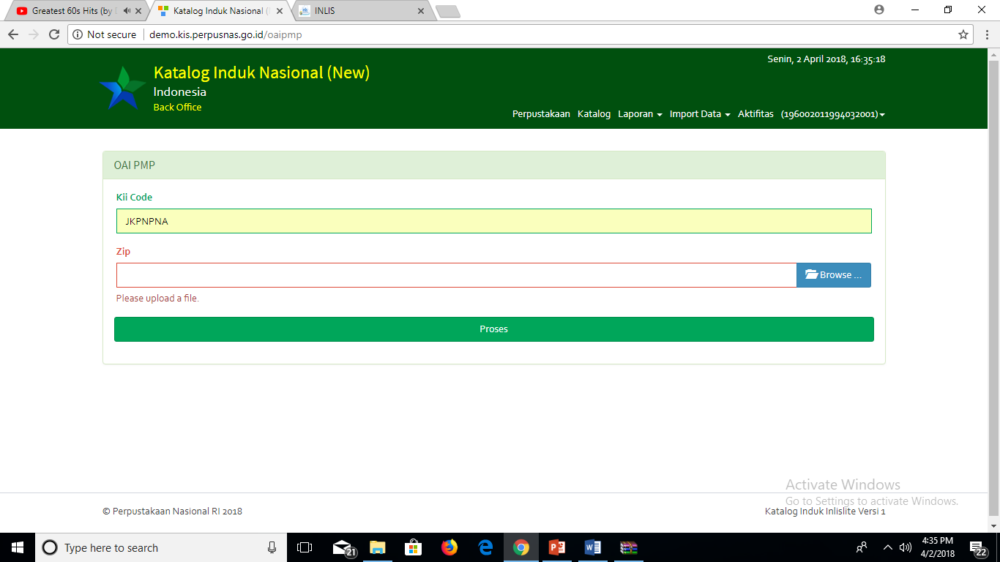 Greatest 60s Hits (by
Katalog Induk Nasional (
INLIS
Not secure
demo.kis.perpusnas.go.id/oaipmp
Senin, 2 April 2018, 16:35:18
Katalog Induk Nasional (New)
Indonesia
Back Office
Perpustakaan Katalog Laporan Import Data Aktifitas (196002011994032001)
OAI PMP
Kii Code
JKPNPNA
Zip
Browse ...
Please upload a file.
Proses
Activate Windows
Go to Settings to activate Windows.
© Perpustakaan Nasional RI 2018
Katalog Induk Inlislite Versi 1
Type here to search
21
4:35 PM
4/2/2018
22